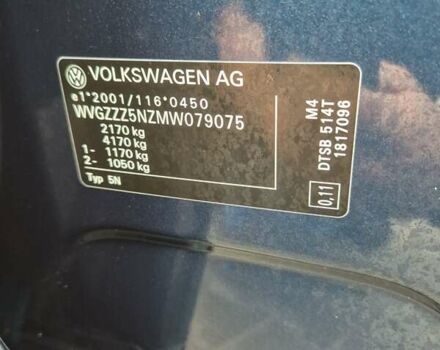 VOLKSWAGEN AG
e1*2001/116*0450
WVGZZZ5NZMW079075
2170 kg
4170 kg
1- 1170 kg
2- 1050 kg
Typ 5N
M4
DTSB 514T
1817096
0,11